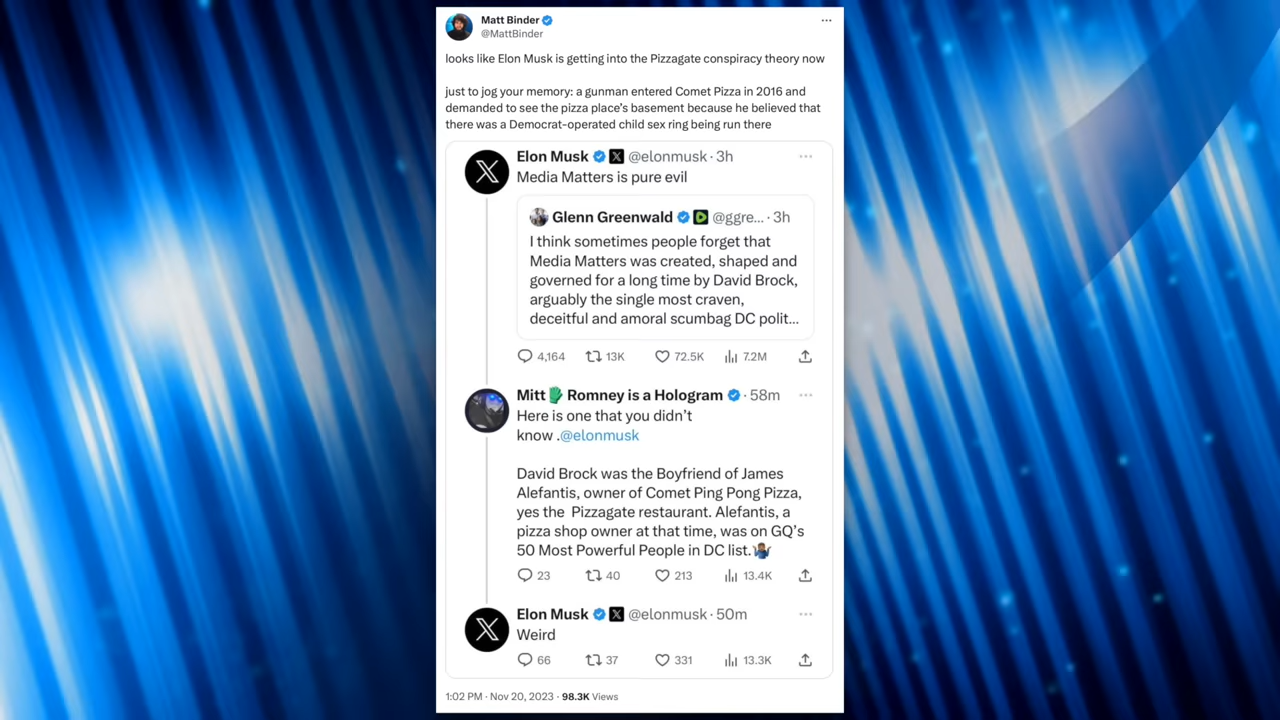 Matt Binder
@MattBinder
looks like Elon Musk is getting into the Pizzagate conspiracy theory now
just to jog your memory: a gunman entered Comet Pizza in 2016 and
demanded to see the pizza place's basement because he believed that
there was a Democrat-operated child sex ring being run there
Elon Musk @elonmusk · 3h
Media Matters is pure evil
Glenn Greenwald @ggre... · 3h
I think sometimes people forget that
Media Matters was created, shaped and
governed for a long time by David Brock,
arguably the single most craven,
deceitful and amoral scumbag DC polit...
4,164 13K 72.5K 7.2M
Mitt Romney is a Hologram · 58m
Here is one that you didn't
know .@elonmusk
David Brock was the Boyfriend of James
Alefantis, owner of Comet Ping Pong Pizza,
yes the Pizzagate restaurant. Alefantis, a
pizza shop owner at that time, was on GQ's
50 Most Powerful People in DC list.
23 40 213 13.4K
Elon Musk @elonmusk · 50m
Weird
66 37 331 13.3K
1:02 PM · Nov 20, 2023 · 98.3K Views